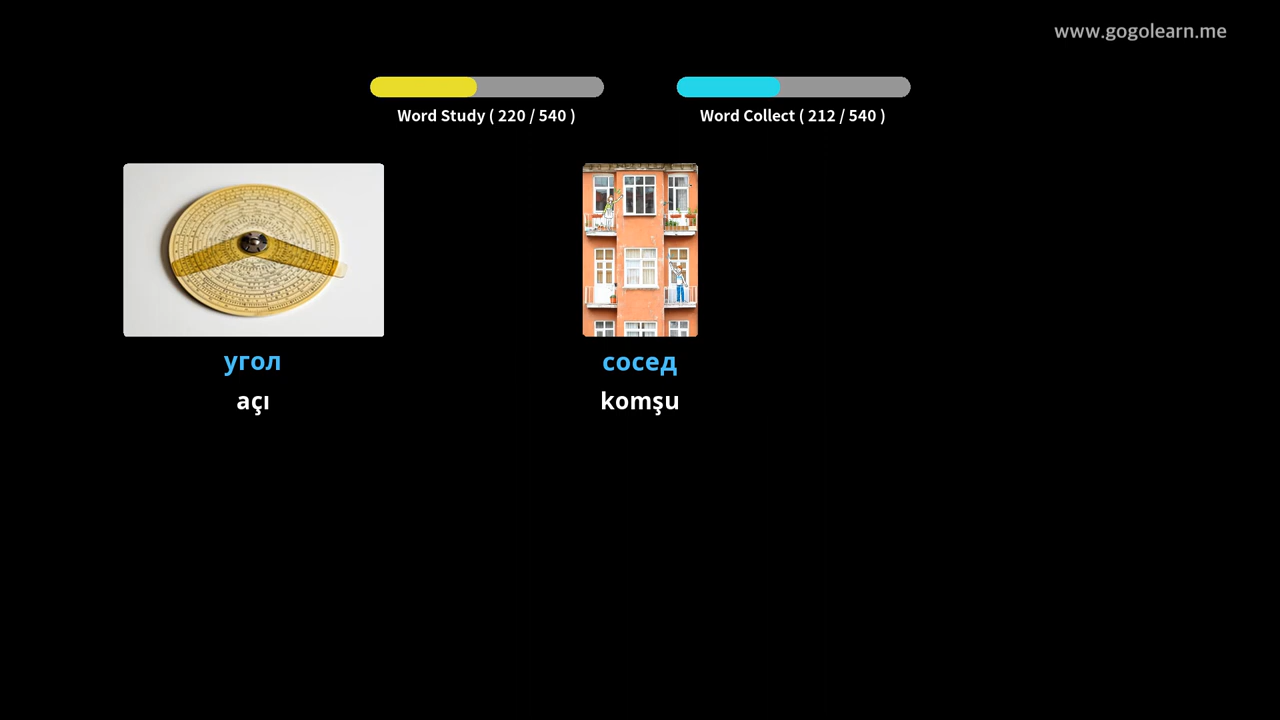 www.gogolearn.me
Word Study ( 220 / 540 )
Word Collect ( 212 / 540 )
угол
сосед
açı
komşu